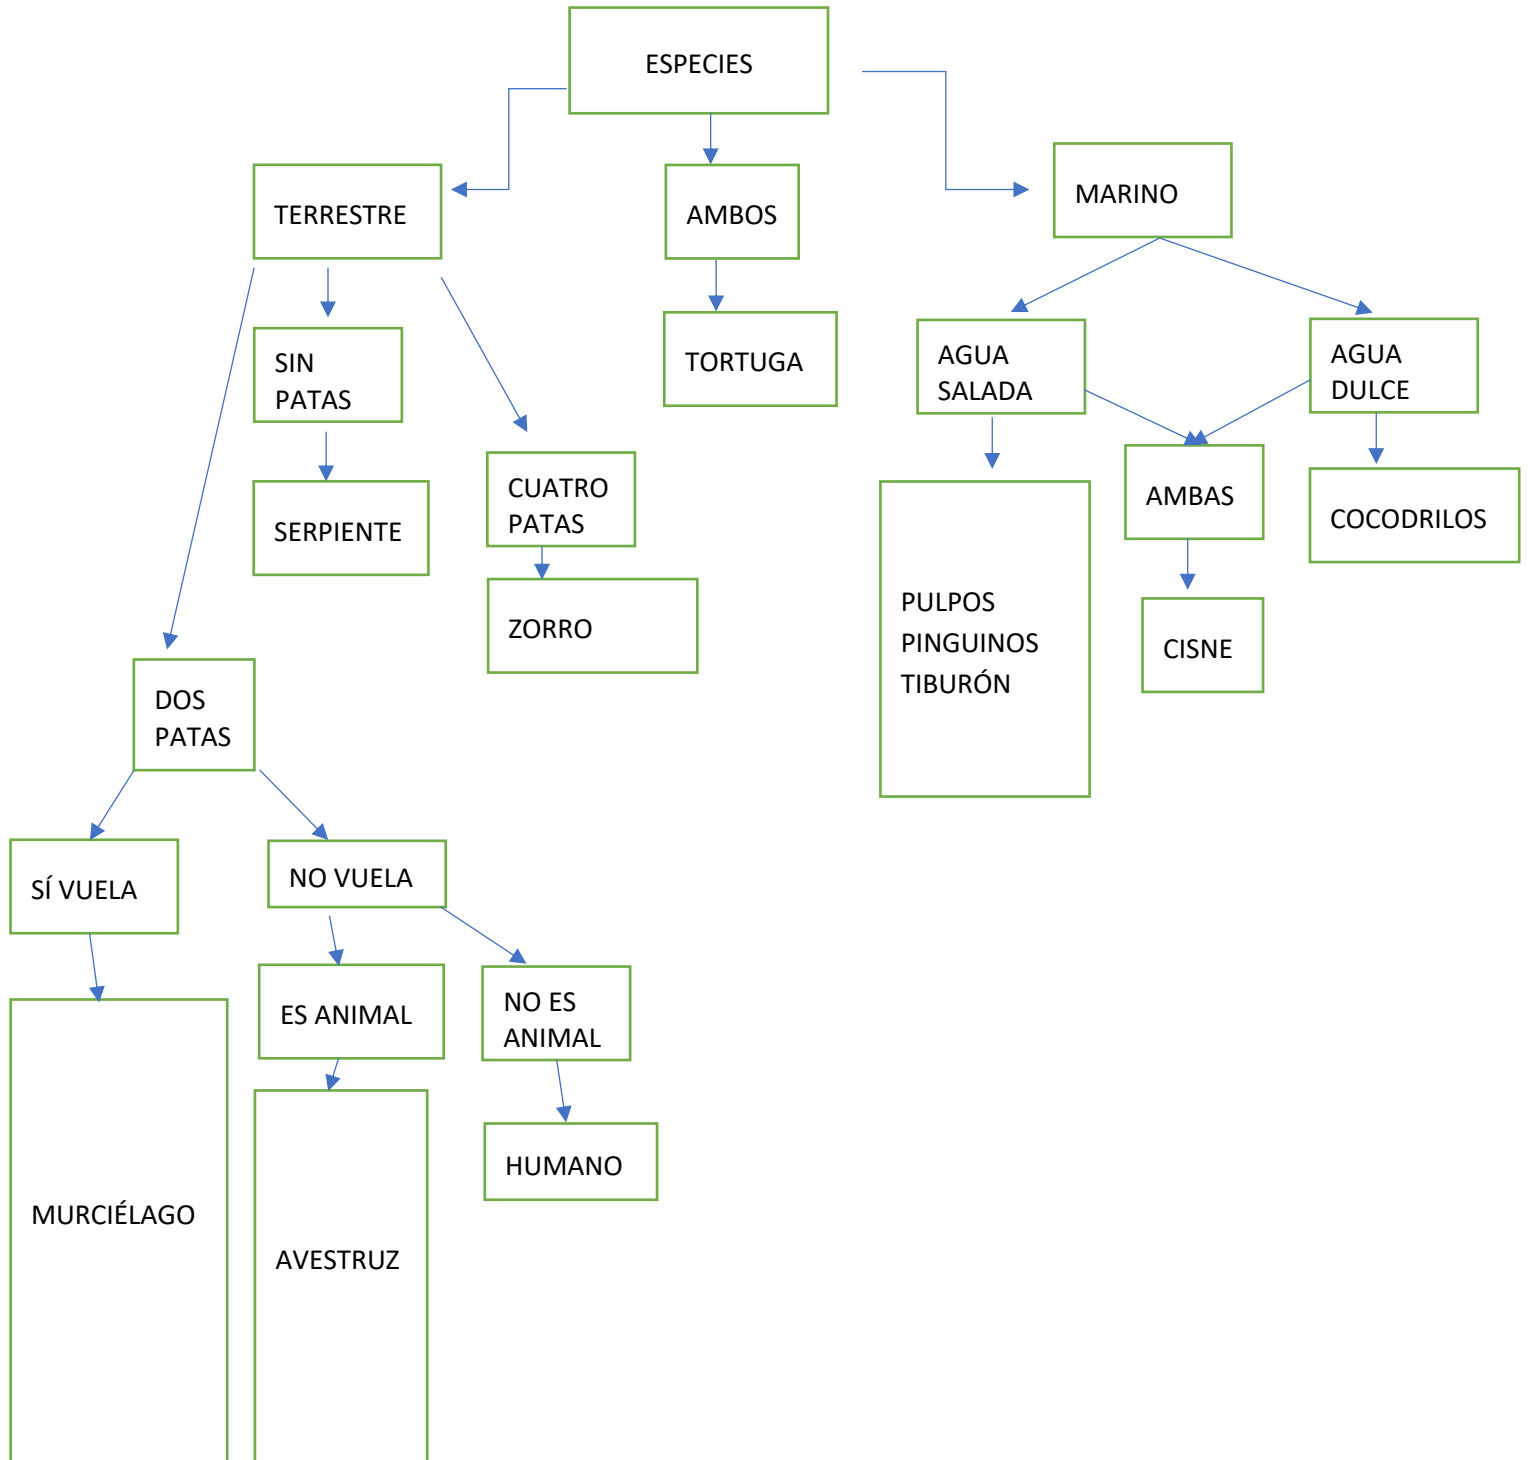 ESPECIES
TERRESTRE
AMBOS
MARINO
SIN
PATAS
TORTUGA
AGUA
SALADA
AGUA
DULCE
SERPIENTE
CUATRO
PATAS
AMBAS
COCODRILOS
ZORRO
PULPOS
PINGUINOS
TIBURÓN
CISNE
DOS
PATAS
SÍ VUELA
NO VUELA
ES ANIMAL
NO ES
ANIMAL
MURCIÉLAGO
AVESTRUZ
HUMANO